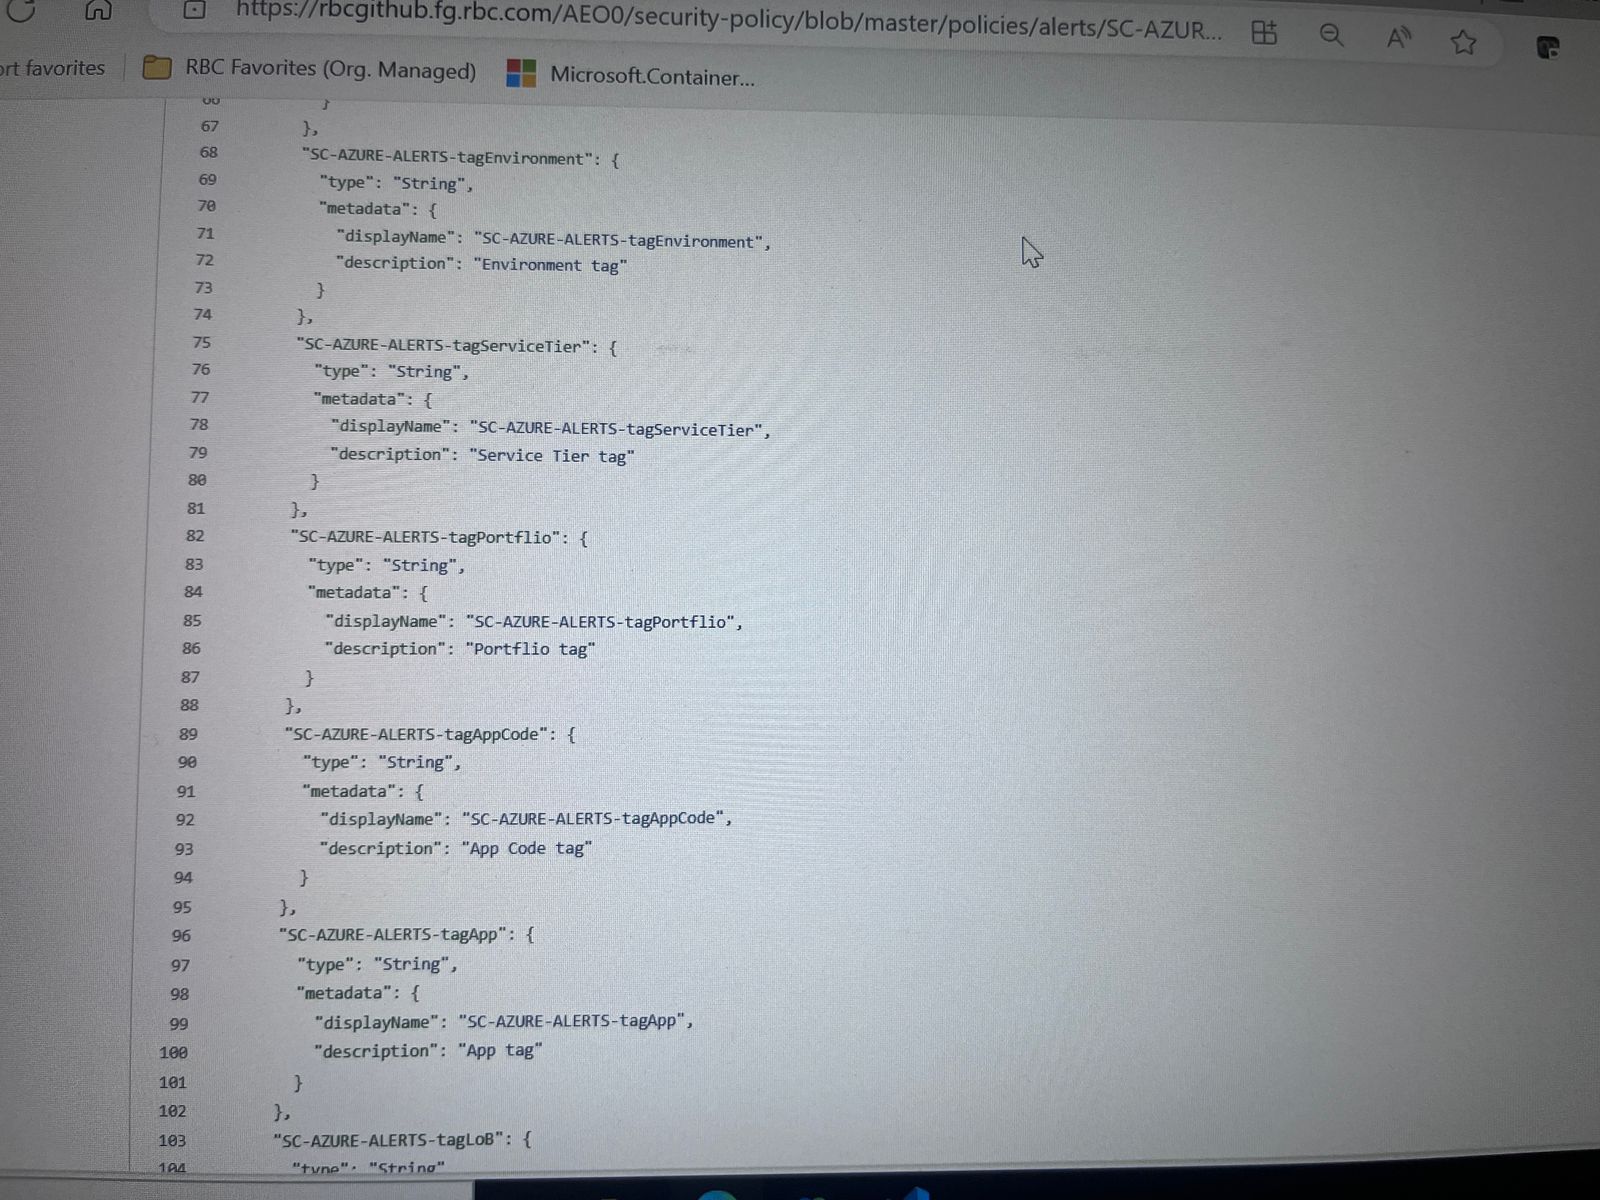 https://rbcgithub.fg.rbc.com/AEO0/security-policy/blob/master/policies/alerts/SC-AZUR...
ort favorites RBC Favorites (Org. Managed) Microsoft.Container...
66 }
67 },
68 "SC-AZURE-ALERTS-tagEnvironment": {
69 "type": "String",
70 "metadata": {
71 "displayName": "SC-AZURE-ALERTS-tagEnvironment",
72 "description": "Environment tag"
73 }
74 },
75 "SC-AZURE-ALERTS-tagServiceTier": {
76 "type": "String",
77 "metadata": {
78 "displayName": "SC-AZURE-ALERTS-tagServiceTier",
79 "description": "Service Tier tag"
80 }
81 },
82 "SC-AZURE-ALERTS-tagPortflio": {
83 "type": "String",
84 "metadata": {
85 "displayName": "SC-AZURE-ALERTS-tagPortflio",
86 "description": "Portflio tag"
87 }
88 },
89 "SC-AZURE-ALERTS-tagAppCode": {
90 "type": "String",
91 "metadata": {
92 "displayName": "SC-AZURE-ALERTS-tagAppCode",
93 "description": "App Code tag"
94 }
95 },
96 "SC-AZURE-ALERTS-tagApp": {
97 "type": "String",
98 "metadata": {
99 "displayName": "SC-AZURE-ALERTS-tagApp",
100 "description": "App tag"
101 }
102 },
103 "SC-AZURE-ALERTS-tagLoB": {
104 "type": "String"